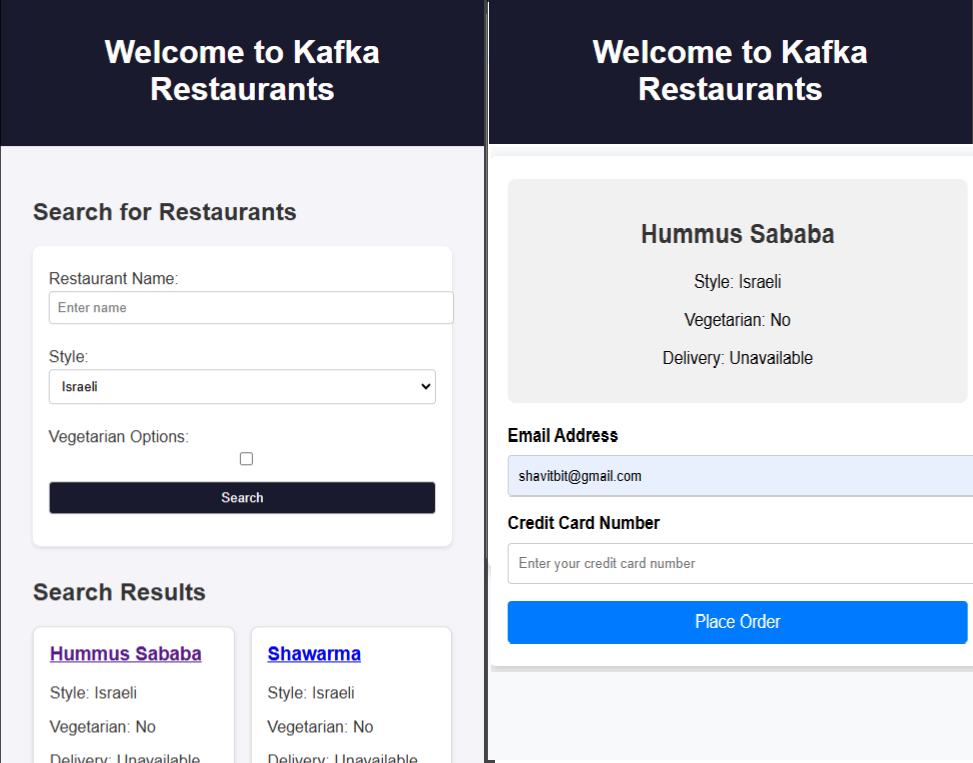 Welcome to Kafka
Restaurants
Search for Restaurants
Restaurant Name:
Enter name
Style:
Israeli
Vegetarian Options:
Search
Search Results
Hummus Sababa
Style: Israeli
Vegetarian: No
Delivery: Unavailable
Shawarma
Style: Israeli
Vegetarian: No
Delivery: Unavailable
Welcome to Kafka
Restaurants
Hummus Sababa
Style: Israeli
Vegetarian: No
Delivery: Unavailable
Email Address
shavitbit@gmail.com
Credit Card Number
Enter your credit card number
Place Order